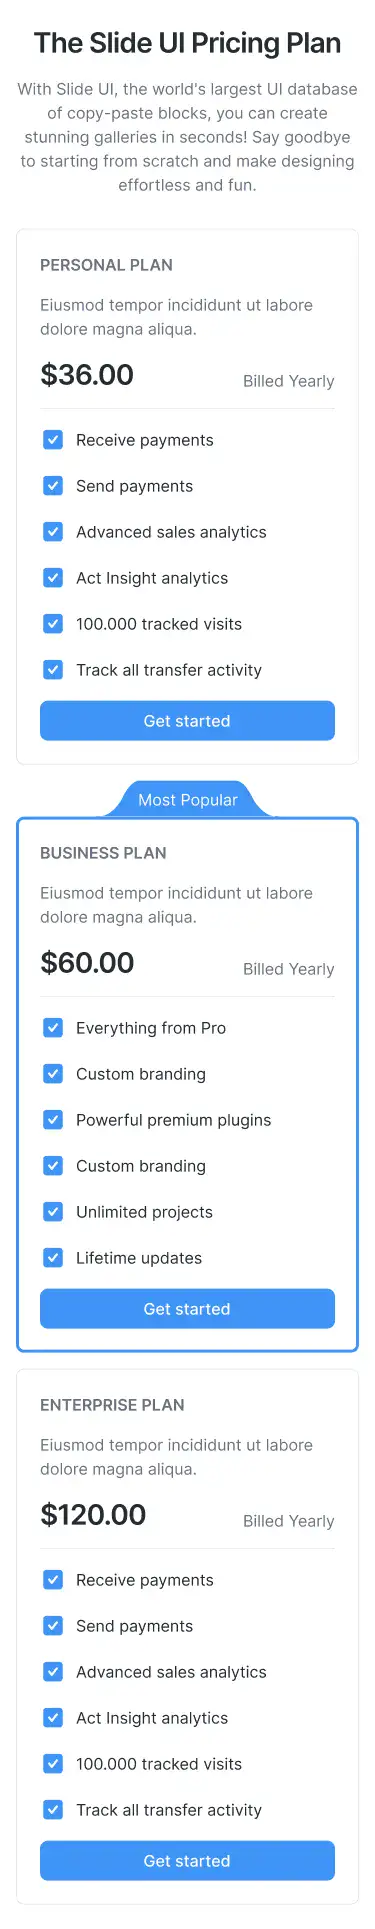 The Slide UI Pricing Plan
With Slide UI, the world's largest UI database
of copy-paste blocks, you can create
stunning galleries in seconds! Say goodbye
to starting from scratch and make designing
effortless and fun.
PERSONAL PLAN
Eiusmod tempor incididunt ut labore
dolore magna aliqua.
$36.00 Billed Yearly
Receive payments
Send payments
Advanced sales analytics
Act Insight analytics
100.000 tracked visits
Track all transfer activity
Get started
Most Popular
BUSINESS PLAN
Eiusmod tempor incididunt ut labore
dolore magna aliqua.
$60.00 Billed Yearly
Everything from Pro
Custom branding
Powerful premium plugins
Custom branding
Unlimited projects
Lifetime updates
Get started
ENTERPRISE PLAN
Eiusmod tempor incididunt ut labore
dolore magna aliqua.
$120.00 Billed Yearly
Receive payments
Send payments
Advanced sales analytics
Act Insight analytics
100.000 tracked visits
Track all transfer activity
Get started